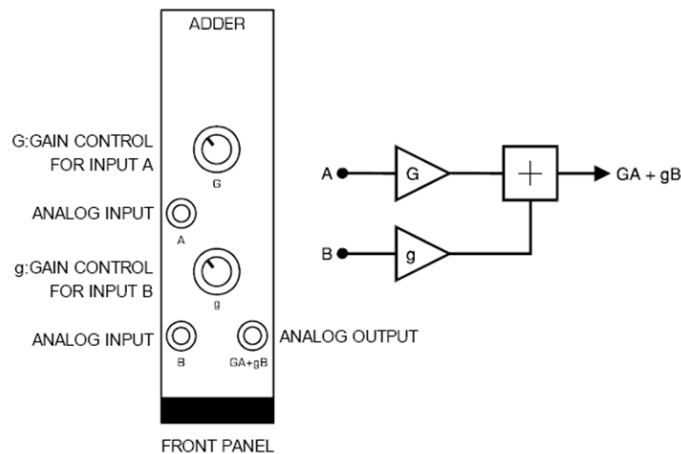 ADDER
G:GAIN CONTROL
FOR INPUT A
G
ANALOG INPUT
A
g:GAIN CONTROL
FOR INPUT B
g
ANALOG INPUT
B
GA+gB
ANALOG OUTPUT
FRONT PANEL
A
G
+
GA + gB
B
g